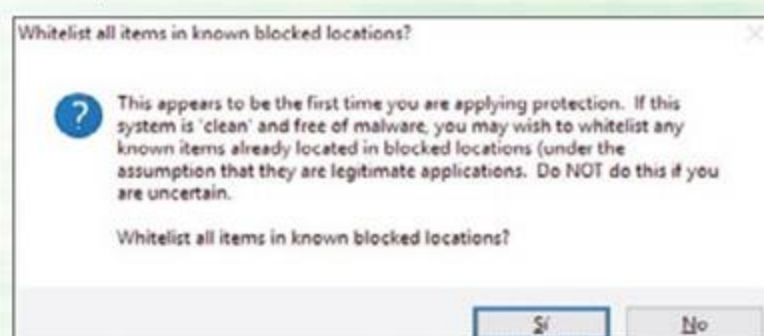 Whitelist all items in known blocked locations?
This appears to be the first time you are applying protection. If this
system is 'clean' and free of malware, you may wish to whitelist any
known items already located in blocked locations (under the
assumption that they are legitimate applications. Do NOT do this if you
are uncertain.
Whitelist all items in known blocked locations?
Sí
No